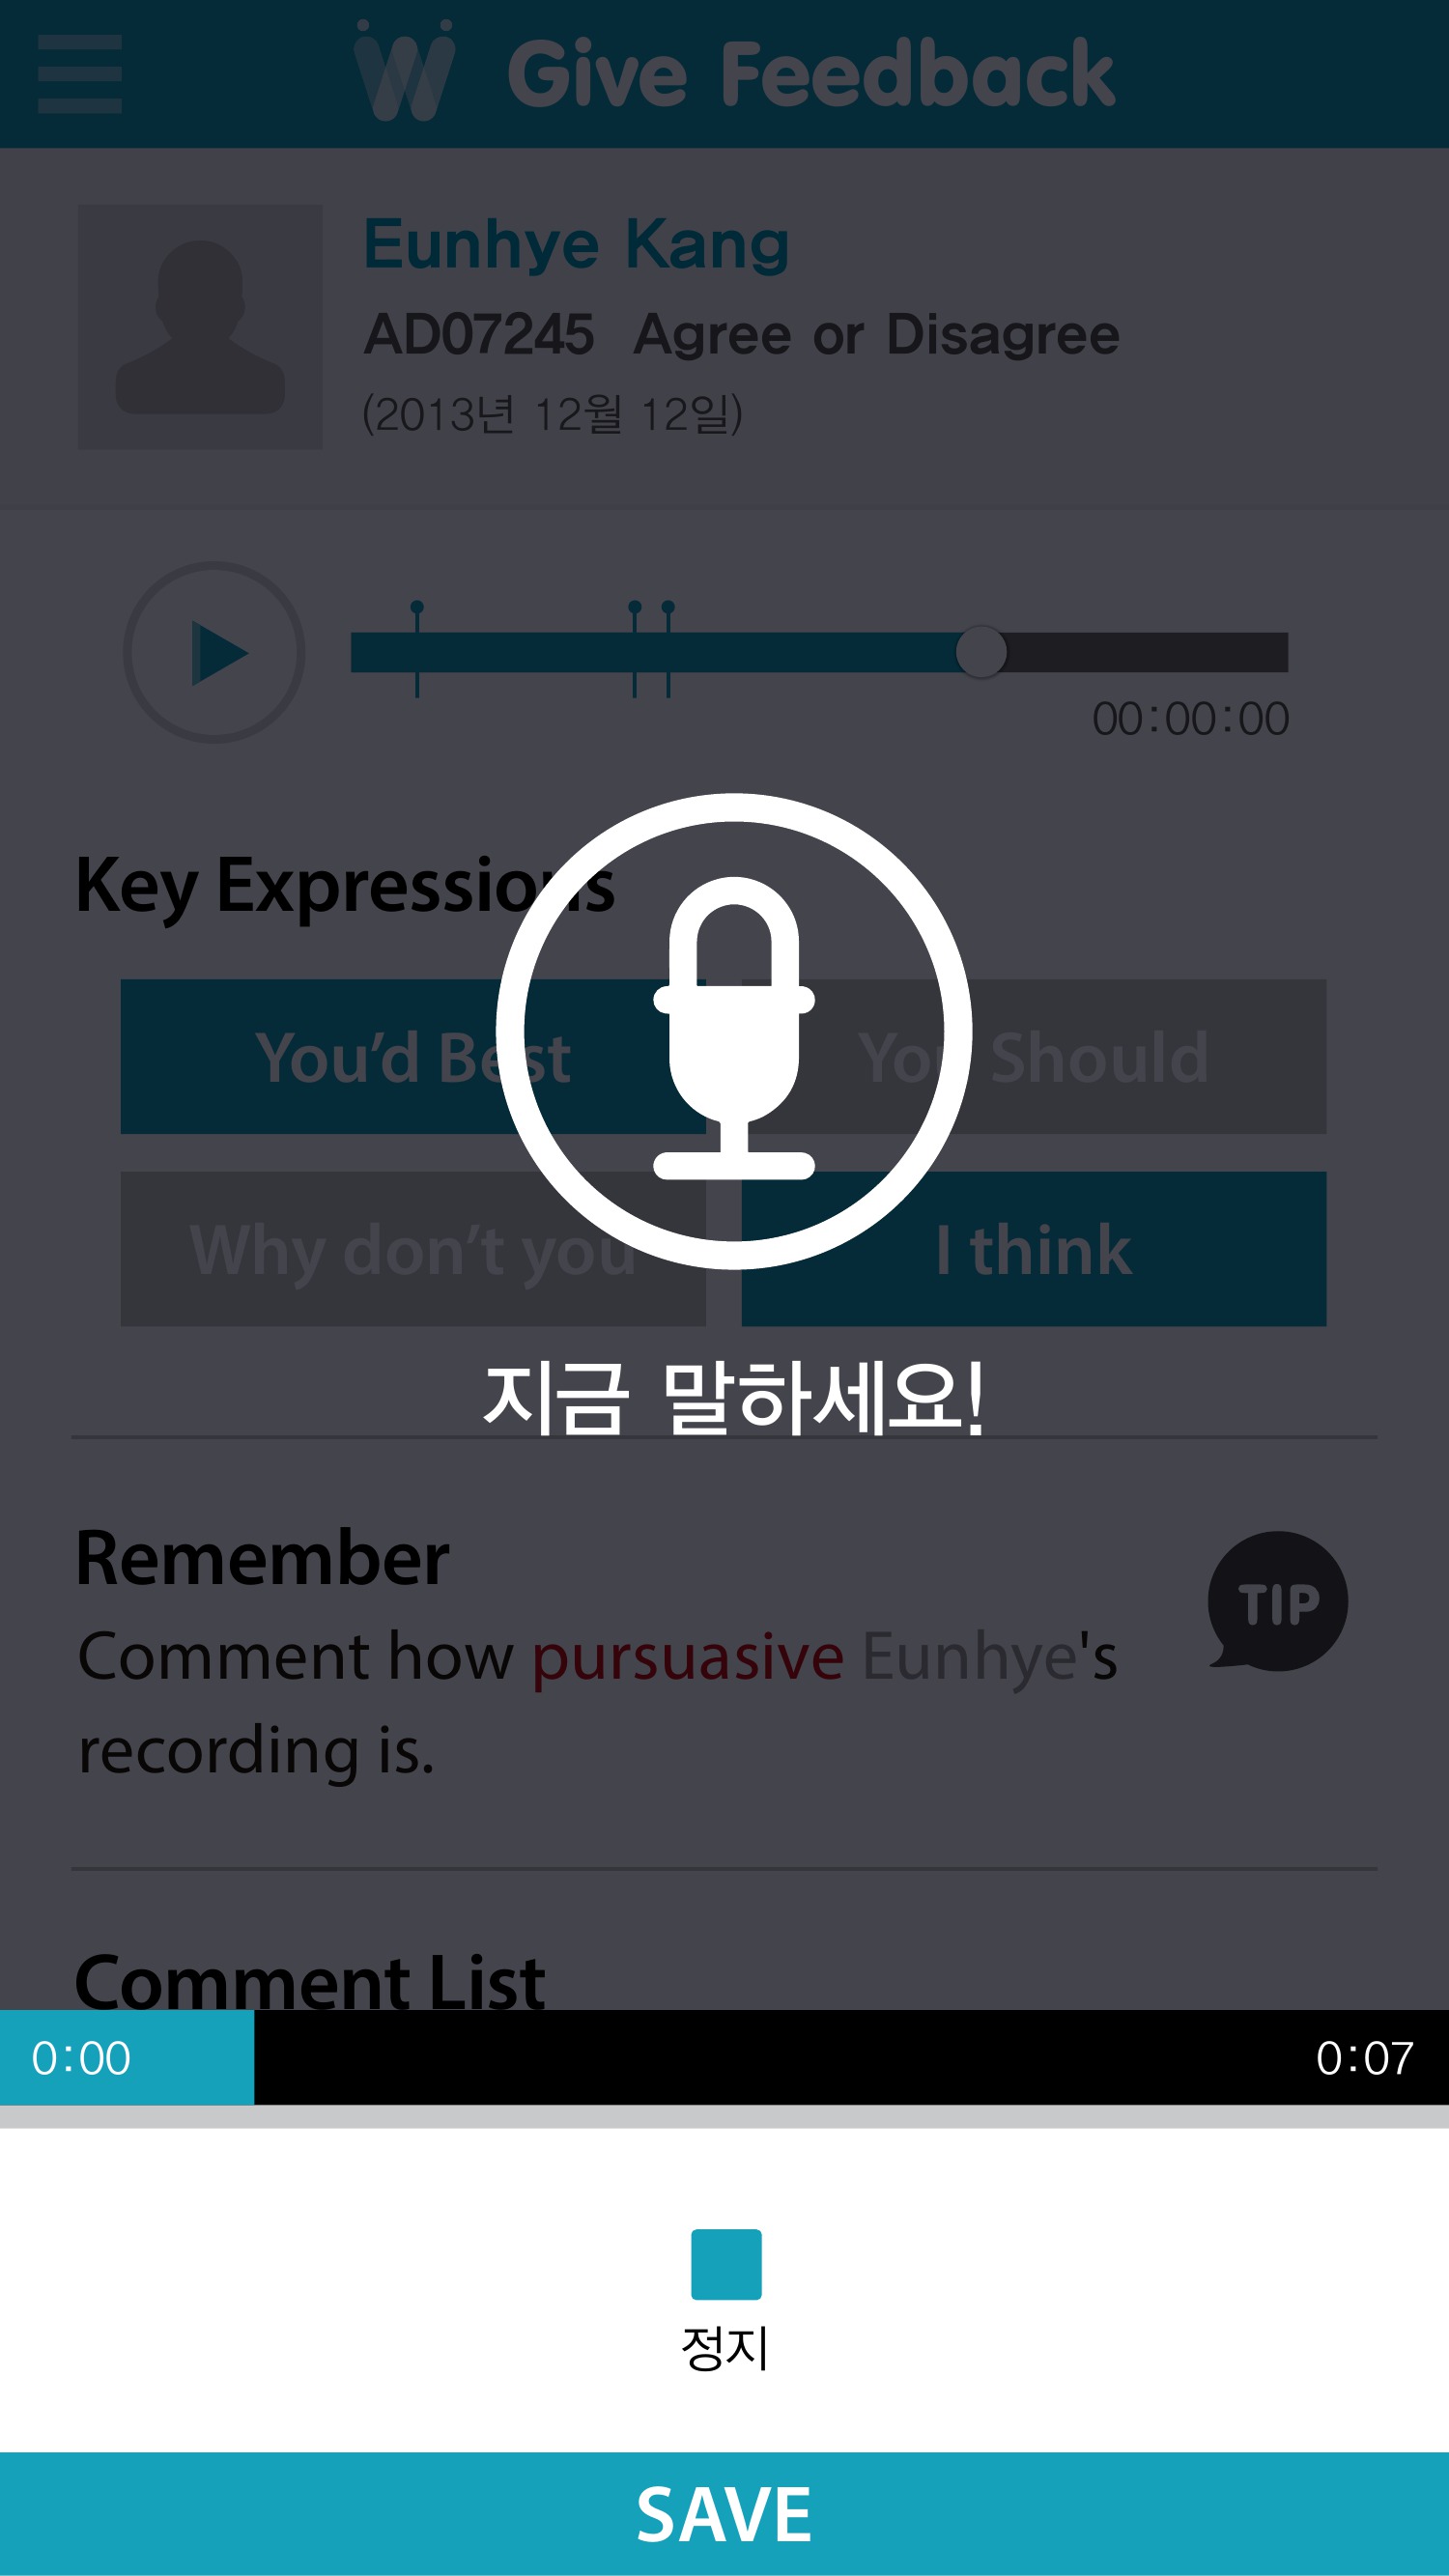 Give Feedback
Eunhye Kang
AD07245 Agree or Disagree
(2013년 12월 12일)
00:00:00
Key Expressions
You’d Best
You Should
Why don’t you
I think
지금 말하세요!
Remember
TIP
Comment how pursuasive Eunhye's
recording is.
Comment List
0:00
0:07
정지
SAVE